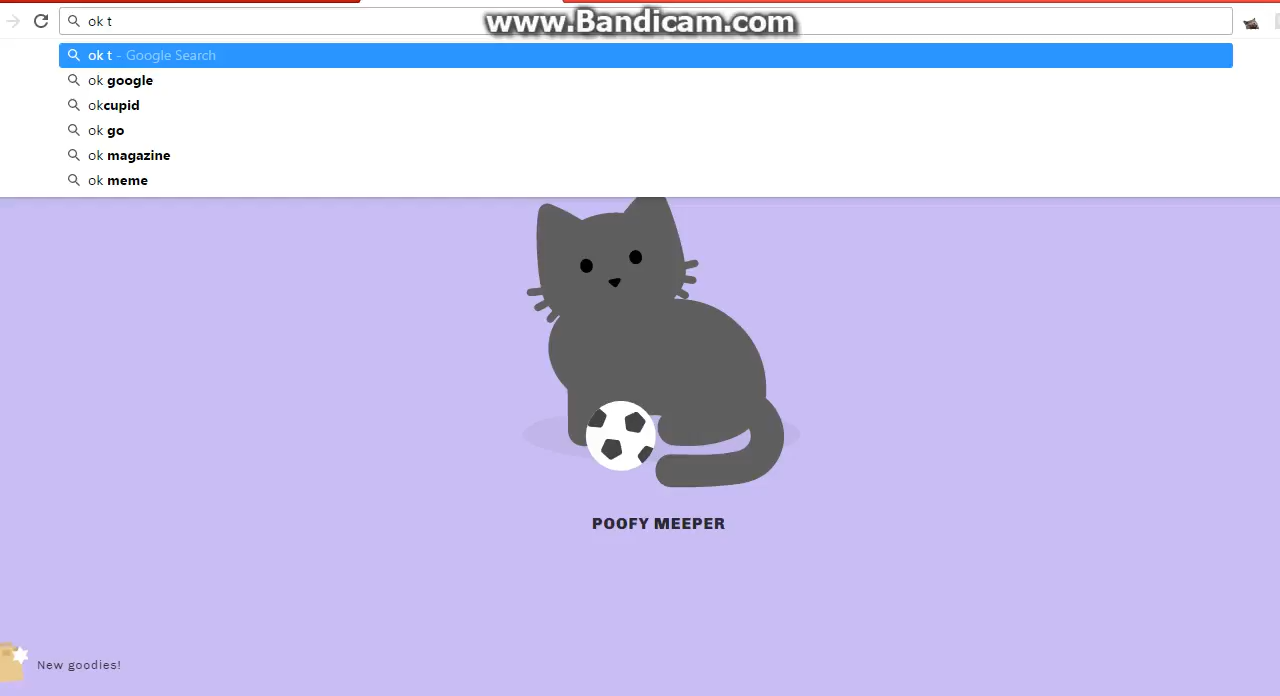 ok t
www.Bandicam.com
ok t - Google Search
ok google
okcupid
ok go
ok magazine
ok meme
POOFY MEEPER
New goodies!